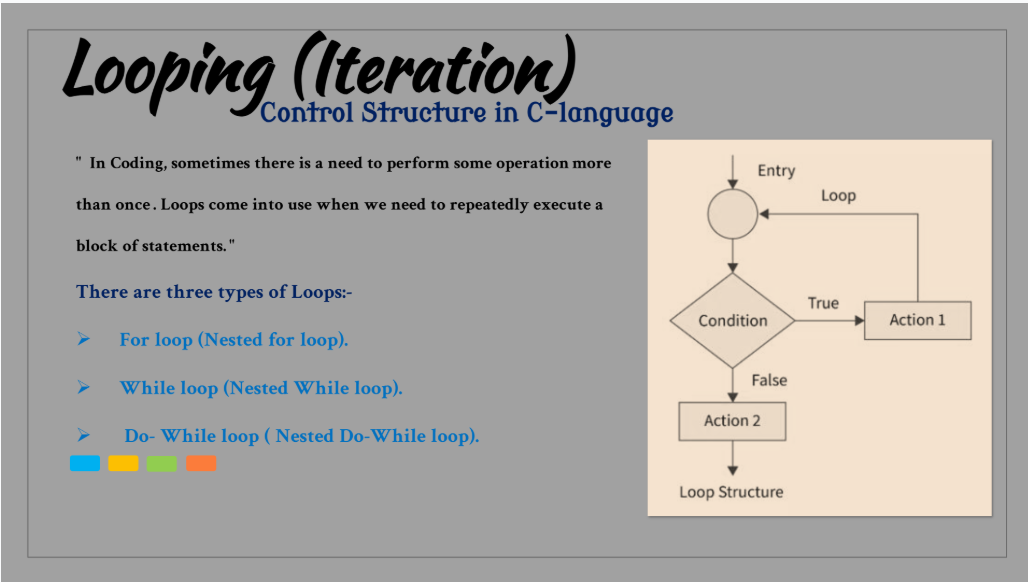 Looping (Iteration)
Control Structure in C-language
" In Coding, sometimes there is a need to perform some operation more
than once. Loops come into use when we need to repeatedly execute a
block of statements."
There are three types of Loops:-
➢ For loop (Nested for loop).
➢ While loop (Nested While loop).
➢ Do- While loop ( Nested Do-While loop).
Entry
Loop
Condition
True
Action 1
False
Action 2
Loop Structure